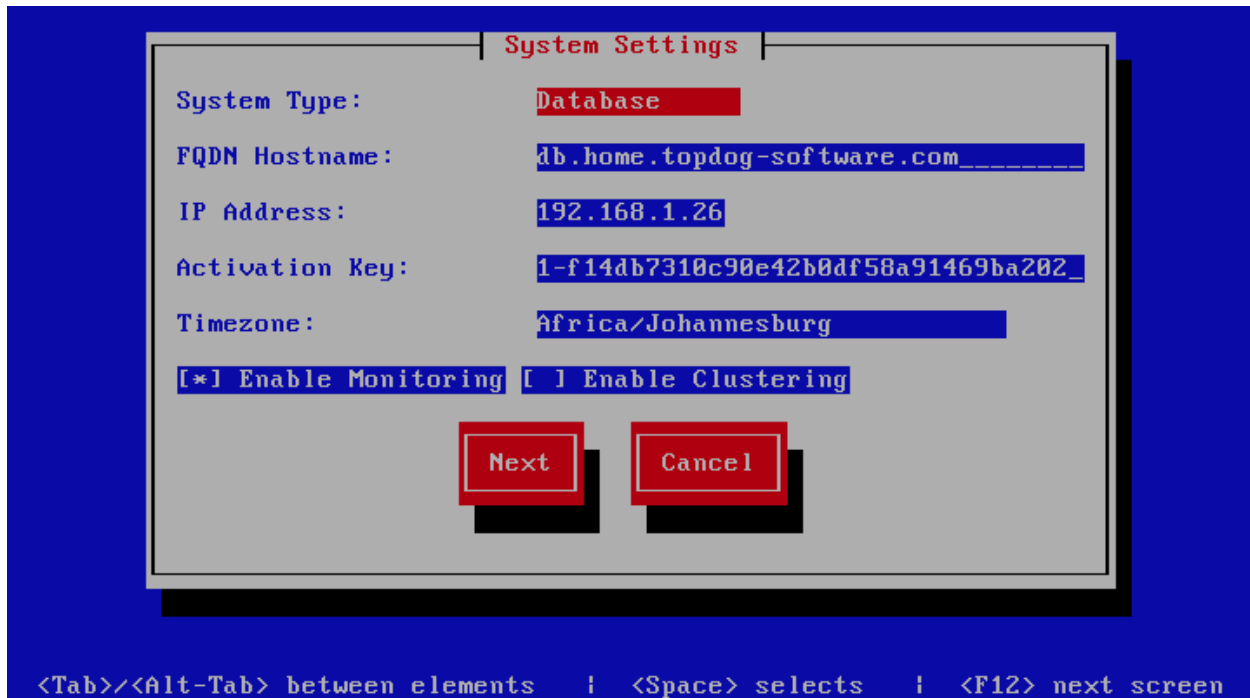 System Settings
System Type: Database
FQDN Hostname: db.home.topdog-software.com________
IP Address: 192.168.1.26
Activation Key: 1-f14db7310c90e42b0df58a91469ba202_
Timezone: Africa/Johannesburg
[*] Enable Monitoring [ ] Enable Clustering
Next Cancel
<Tab>/<Alt-Tab> between elements | <Space> selects | <F12> next screen